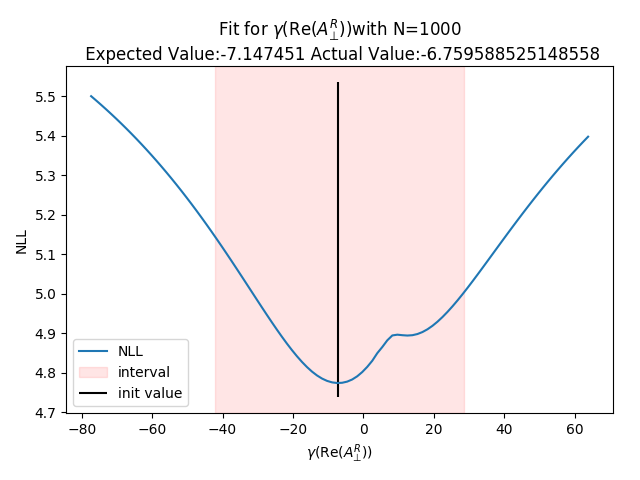 Fit for γ(Re(A⊥ᴿ))with N=1000
Expected Value:-7.147451 Actual Value:-6.759588525148558
5.5
5.4
5.3
5.2
5.1
5.0
4.9
4.8
4.7
NLL
NLL
interval
init value
−80 −60 −40 −20 0 20 40 60
γ(Re(A⊥ᴿ))